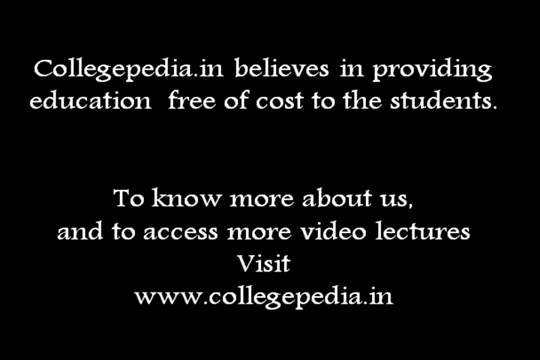 Collegepedia.in believes in providing
education free of cost to the students.
To know more about us,
and to access more video lectures
Visit
www.collegepedia.in